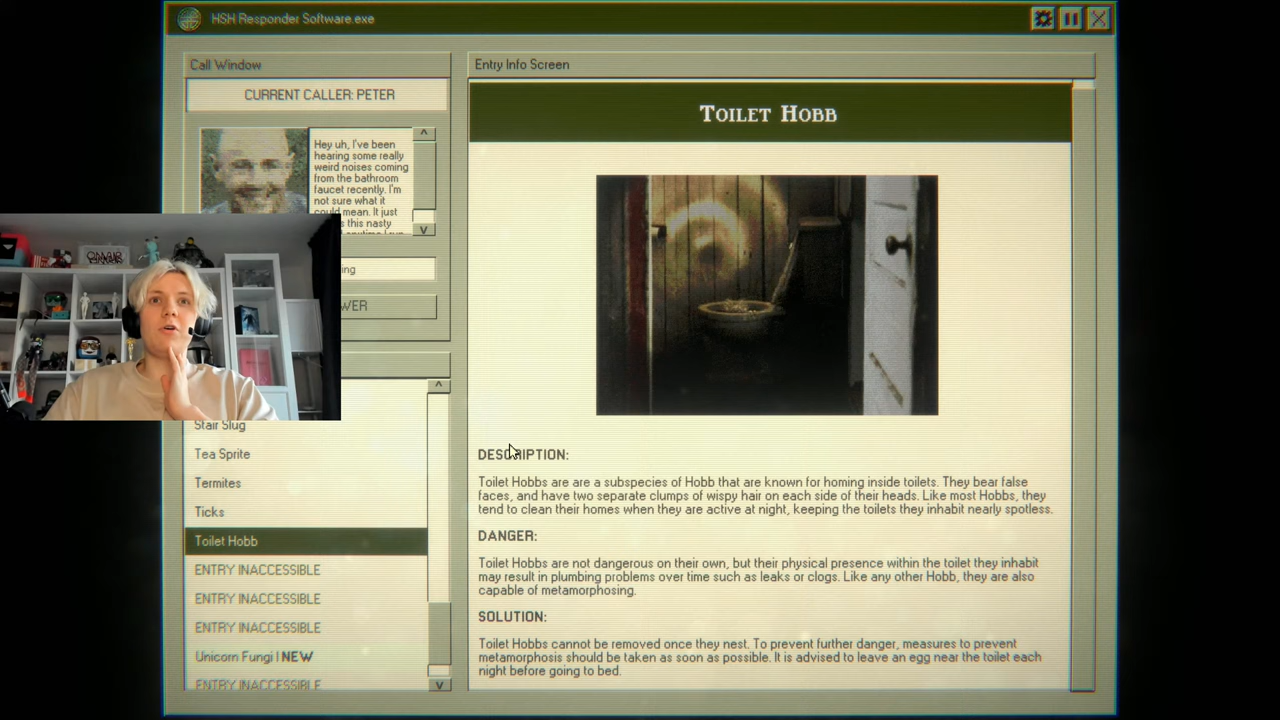 HSH Responder Software.exe
Call Window
CURRENT CALLER: PETER
Hey uh, I've been
hearing some really
weird noises coming
from the bathroom
faucet recently. I'm
not sure what it
could mean. It just
this nasty
Stair Slug
Tea Sprite
Termites
Ticks
Toilet Hobb
ENTRY INACCESSIBLE
ENTRY INACCESSIBLE
ENTRY INACCESSIBLE
Unicorn Fungi | NEW
ENTRY INACCESSIBLE
Entry Info Screen
TOILET HOBB
DESCRIPTION:
Toilet Hobbs are are a subspecies of Hobb that are known for homing inside toilets. They bear false
faces, and have two separate clumps of wispy hair on each side of their heads. Like most Hobbs, they
tend to clean their homes when they are active at night, keeping the toilets they inhabit nearly spotless.
DANGER:
Toilet Hobbs are not dangerous on their own, but their physical presence within the toilet they inhabit
may result in plumbing problems over time such as leaks or clogs. Like any other Hobb, they are also
capable of metamorphosing.
SOLUTION:
Toilet Hobbs cannot be removed once they nest. To prevent further danger, measures to prevent
metamorphosis should be taken as soon as possible. It is advised to leave an egg near the toilet each
night before going to bed.